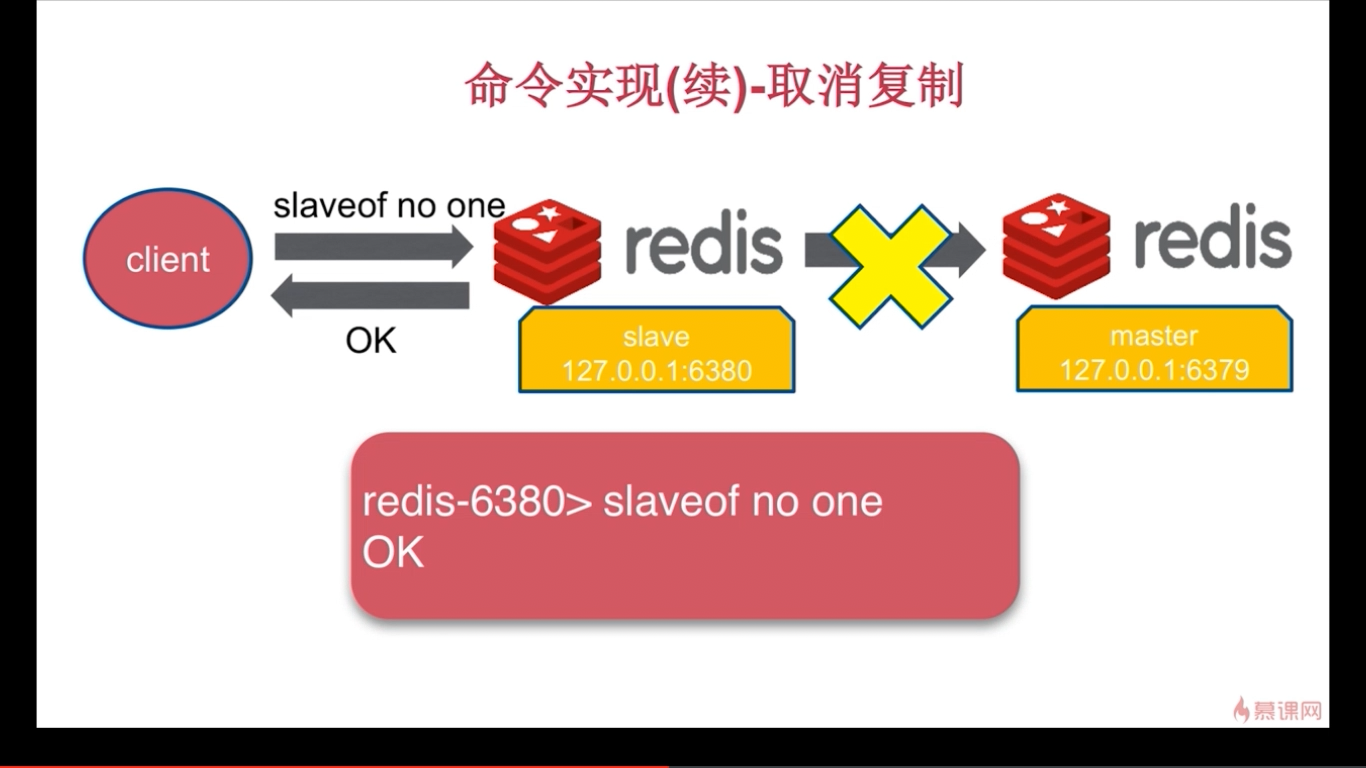 命令实现(续)-取消复制
client
slaveof no one
OK
redis
slave
127.0.0.1:6380
redis
master
127.0.0.1:6379
redis-6380> slaveof no one
OK
慕课网